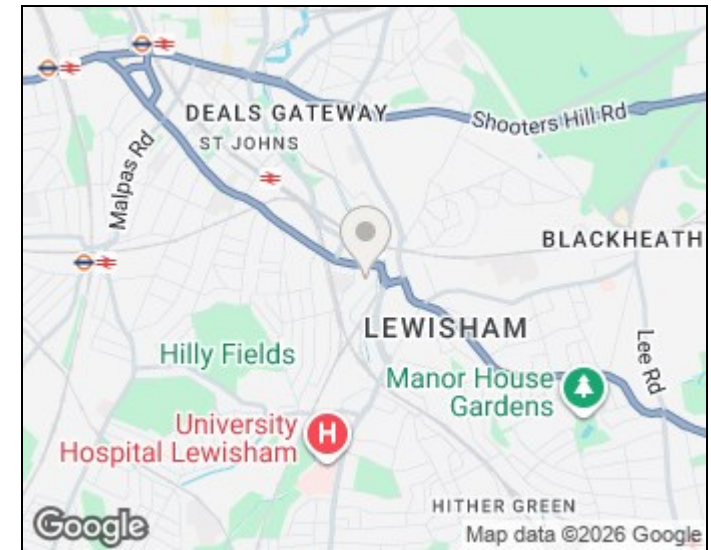 DEALS GATEWAY
Shooters Hill Rd
ST JOHNS
Malpas Rd
BLACKHEATH
LEWISHAM
Hilly Fields
Lee Rd
Manor House
Gardens
University
Hospital Lewisham
H
HITHER GREEN
Google
Map data ©2026 Google